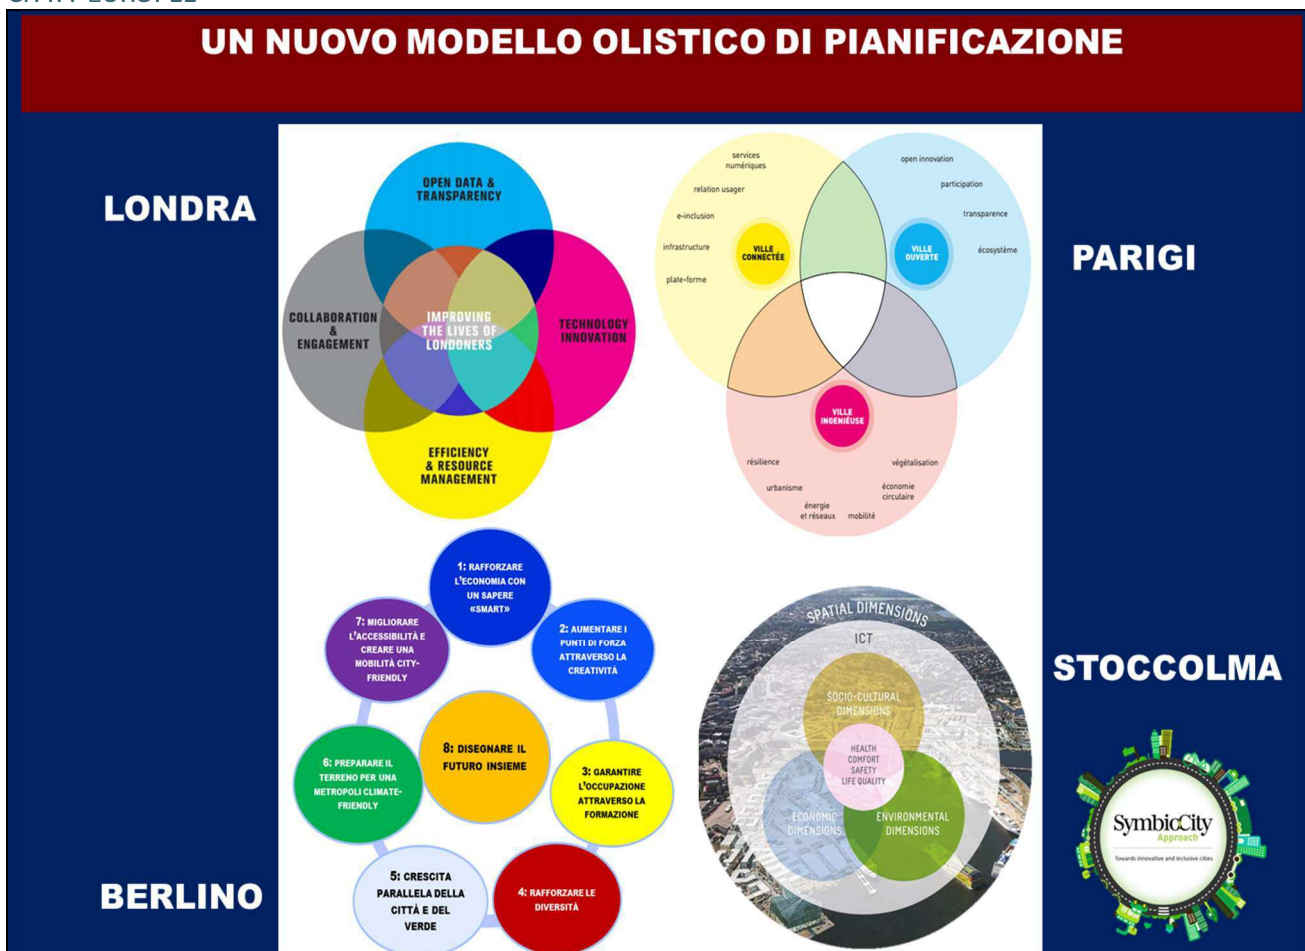 CITTÀ EUROPEE
UN NUOVO MODELLO OLISTICO DI PIANIFICAZIONE
LONDRA
OPEN DATA &
TRANSPARENCY
COLLABORATION
&
ENGAGEMENT
IMPROVING
THE LIVES OF
LONDONERS
TECHNOLOGY
INNOVATION
EFFICIENCY
& RESOURCE
MANAGEMENT
PARIGI
services
numériques
relation usager
e-inclusion
infrastructure
plate-forme
VILLE
CONNECTÉE
open innovation
participation
transparence
écosystème
VILLE
OUVERTE
VILLE
INGENIÉUSE
résilience
urbanisme
énergie
et réseaux
mobilité
économie
circulaire
végétalisation
BERLINO
1: RAFFORZARE
L'ECONOMIA CON
UN SAPERE
«SMART»
2: AUMENTARE I
PUNTI DI FORZA
ATTRAVERSO LA
CREATIVITÀ
3: GARANTIRE
L'OCCUPAZIONE
ATTRAVERSO LA
FORMAZIONE
4: RAFFORZARE LE
DIVERSITÀ
5: CRESCITA
PARALLELA DELLA
CITTÀ E DEL
VERDE
6: PREPARARE IL
TERRENO PER UNA
METROPOLI CLIMATE-
FRIENDLY
7: MIGLIORARE
L'ACCESSIBILITÀ E
CREARE UNA
MOBILITÀ CITY-
FRIENDLY
8: DISEGNARE IL
FUTURO INSIEME
STOCCOLMA
SPATIAL DIMENSIONS
ICT
SOCIO-CULTURAL
DIMENSIONS
HEALTH
COMFORT
SAFETY
LIFE QUALITY
ECONOMIC
DIMENSIONS
ENVIRONMENTAL
DIMENSIONS
SymbioCity
Approach
Towards innovative and inclusive cities